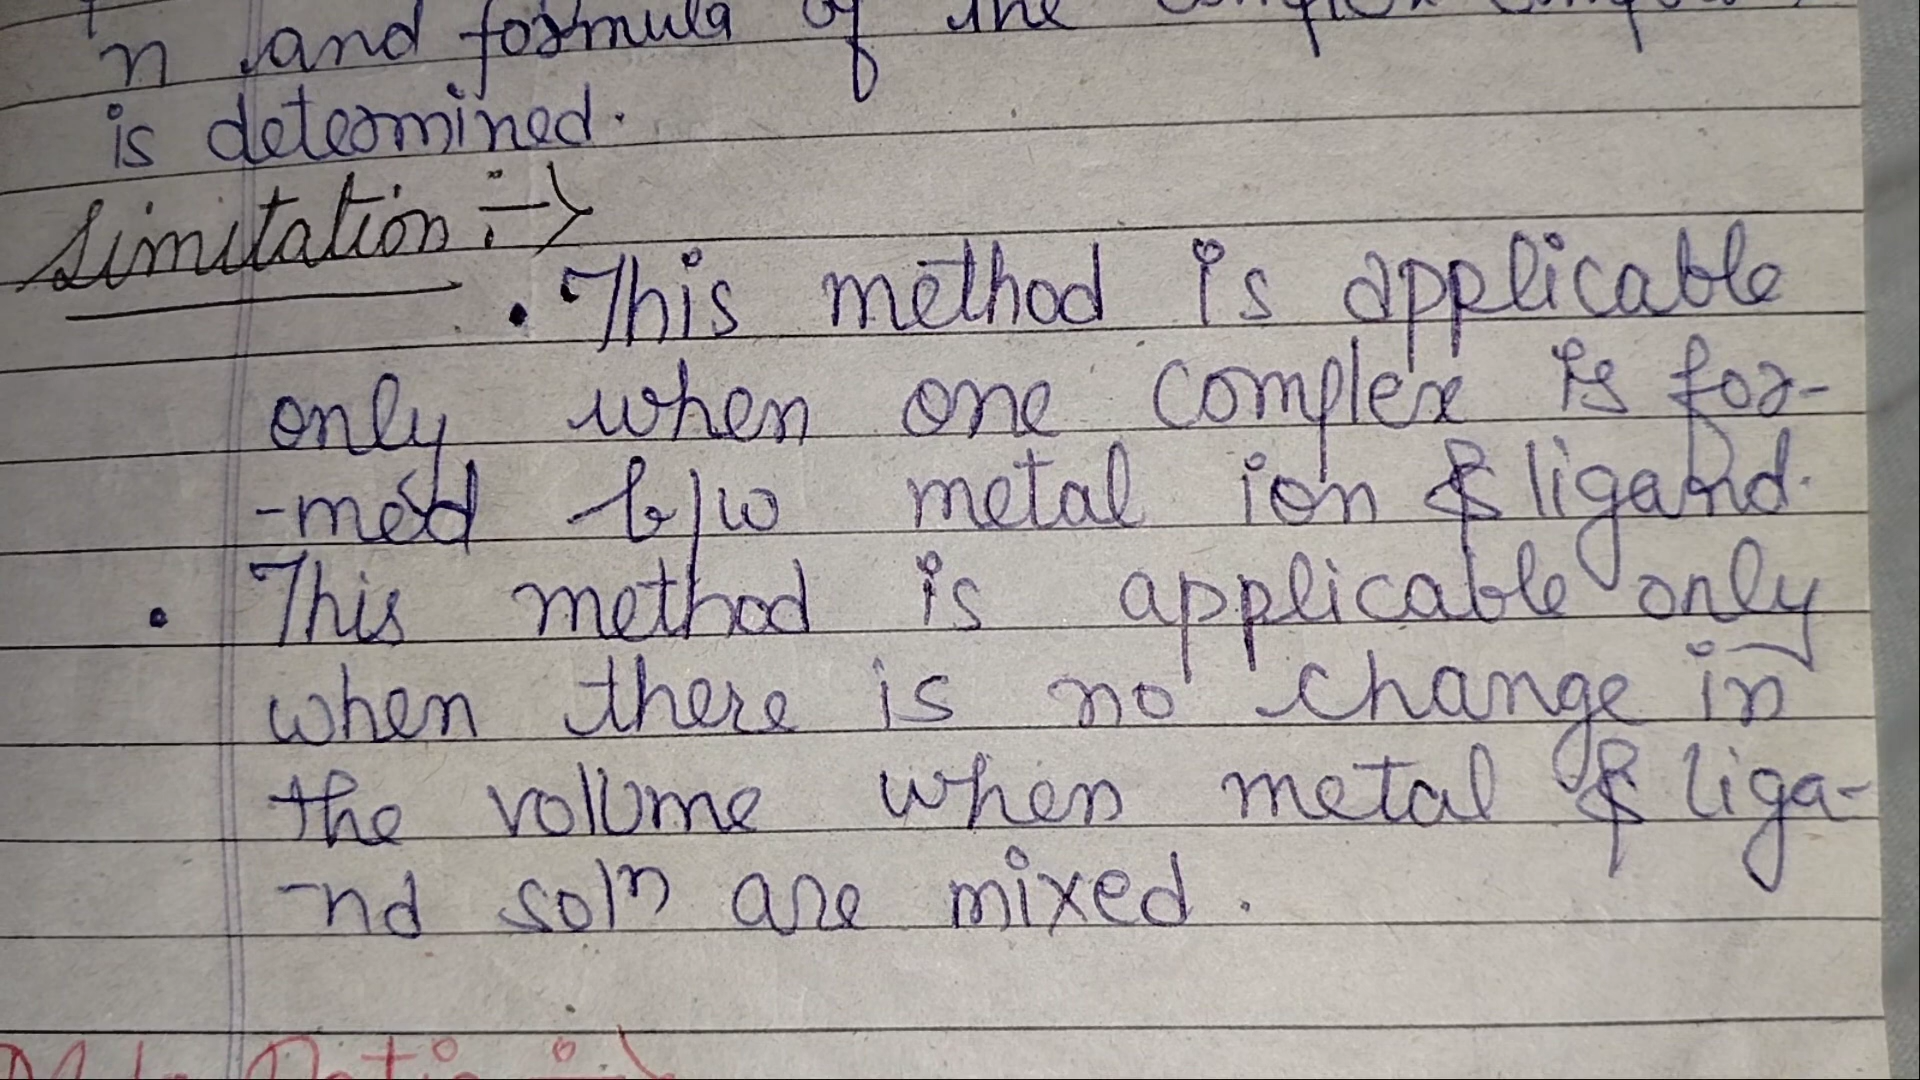 n and formula of the complex
is determined.
Limitation :->
• This method is applicable
only when one complex is for-
-med b/w metal ion & ligand.
• This method is applicable only
when there is no change in
the volume when metal & liga-
-nd soln are mixed.